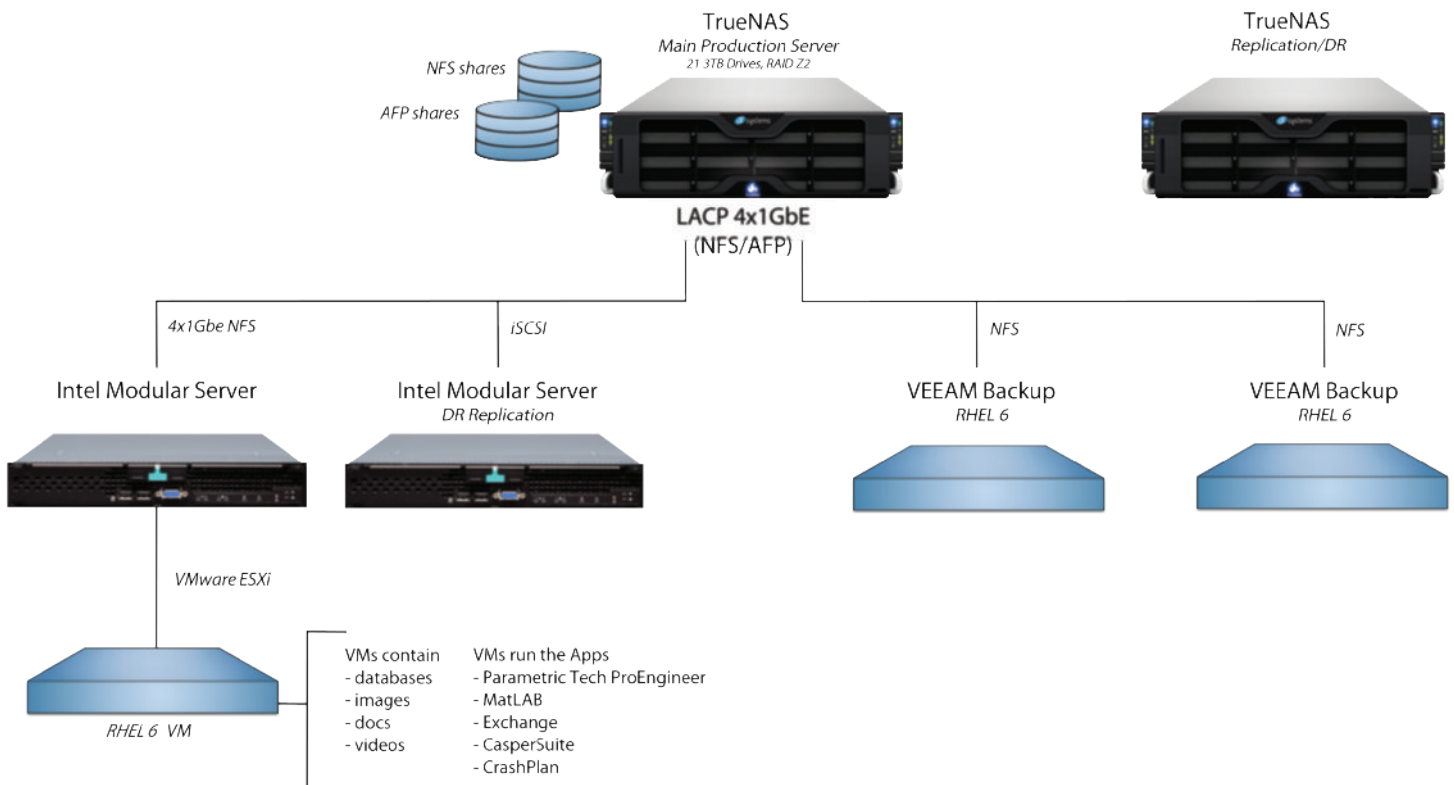 TrueNAS
Main Production Server
21 3TB Drives, RAID Z2
TrueNAS
Replication/DR
NFS shares
AFP shares
systems
systems
LACP 4x1GbE
(NFS/AFP)
4x1Gbe NFS
iSCSI
NFS
NFS
Intel Modular Server
Intel Modular Server
DR Replication
VEEAM Backup
RHEL 6
VEEAM Backup
RHEL 6
VMware ESXi
RHEL 6 VM
VMs contain
- databases
- images
- docs
- videos
VMs run the Apps
- Parametric Tech ProEngineer
- MatLAB
- Exchange
- CasperSuite
- CrashPlan